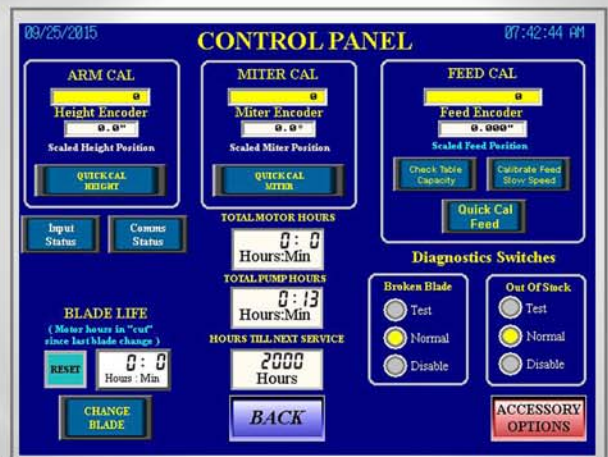 09/25/2015
CONTROL PANEL
07:42:44 AM
ARM CAL
0
Height Encoder
0.0"
Scaled Height Position
QUICK CAL
HEIGHT
MITER CAL
0
Miter Encoder
0.0°
Scaled Miter Position
QUICK CAL
MITER
FEED CAL
0
Feed Encoder
0.000"
Scaled Feed Position
Check Table
Capacity
Calibrate Feed
Slow Speed
Quick Cal
Feed
Input
Status
Comms
Status
TOTAL MOTOR HOURS
0: 0
Hours:Min
TOTAL PUMP HOURS
0:13
Hours:Min
HOURS TILL NEXT SERVICE
2000
Hours
BLADE LIFE
( Motor hours in "cut"
since last blade change )
RESET
0: 0
Hours : Min
CHANGE
BLADE
BACK
Diagnostics Switches
Broken Blade
Test
Normal
Disable
Out Of Stock
Test
Normal
Disable
ACCESSORY
OPTIONS